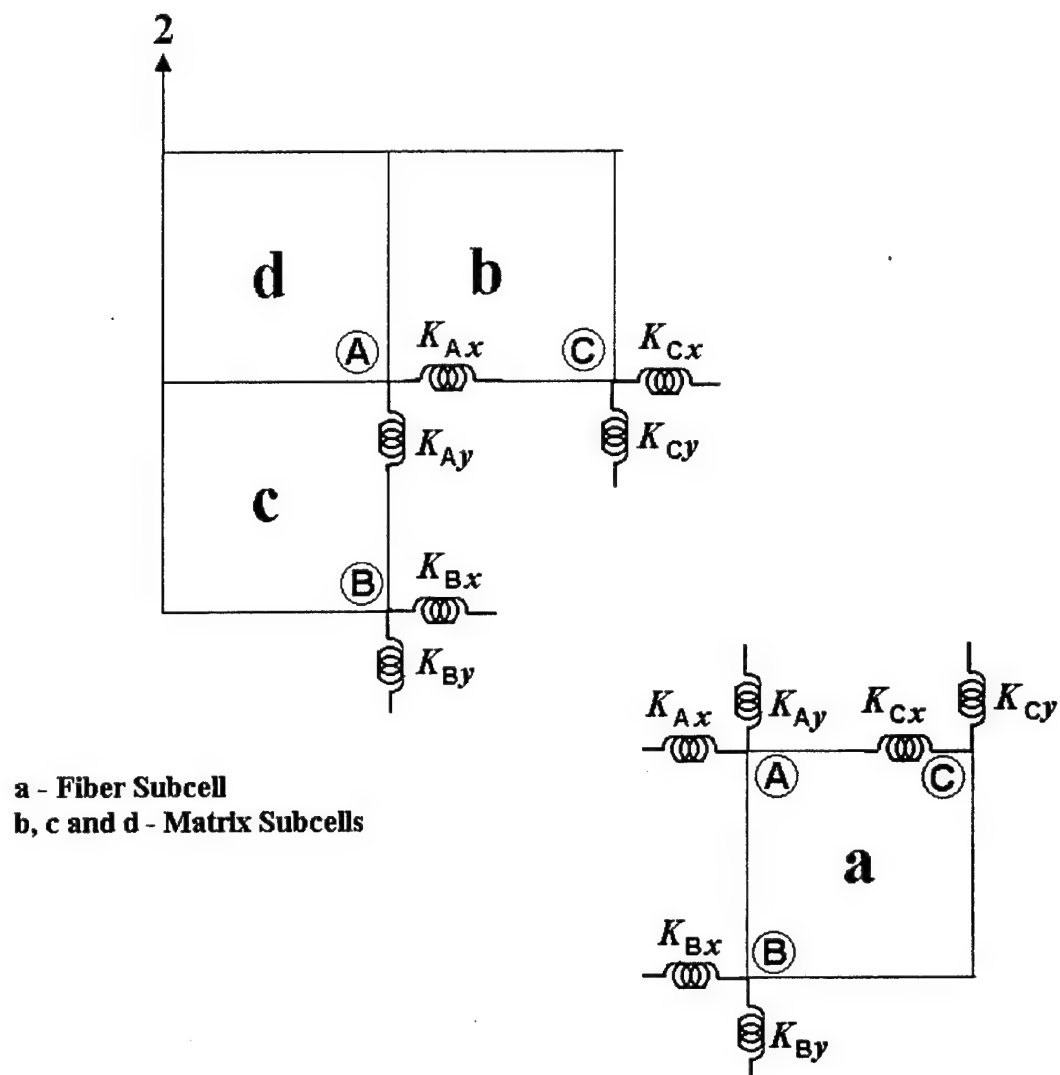 2
d
b
A
K_Ax
C
K_Cx
K_Ay
K_Cy
c
B
K_Bx
K_By
K_Ax
K_Ay
K_Cx
K_Cy
A
C
a - Fiber Subcell
b, c and d - Matrix Subcells
a
K_Bx
B
K_By